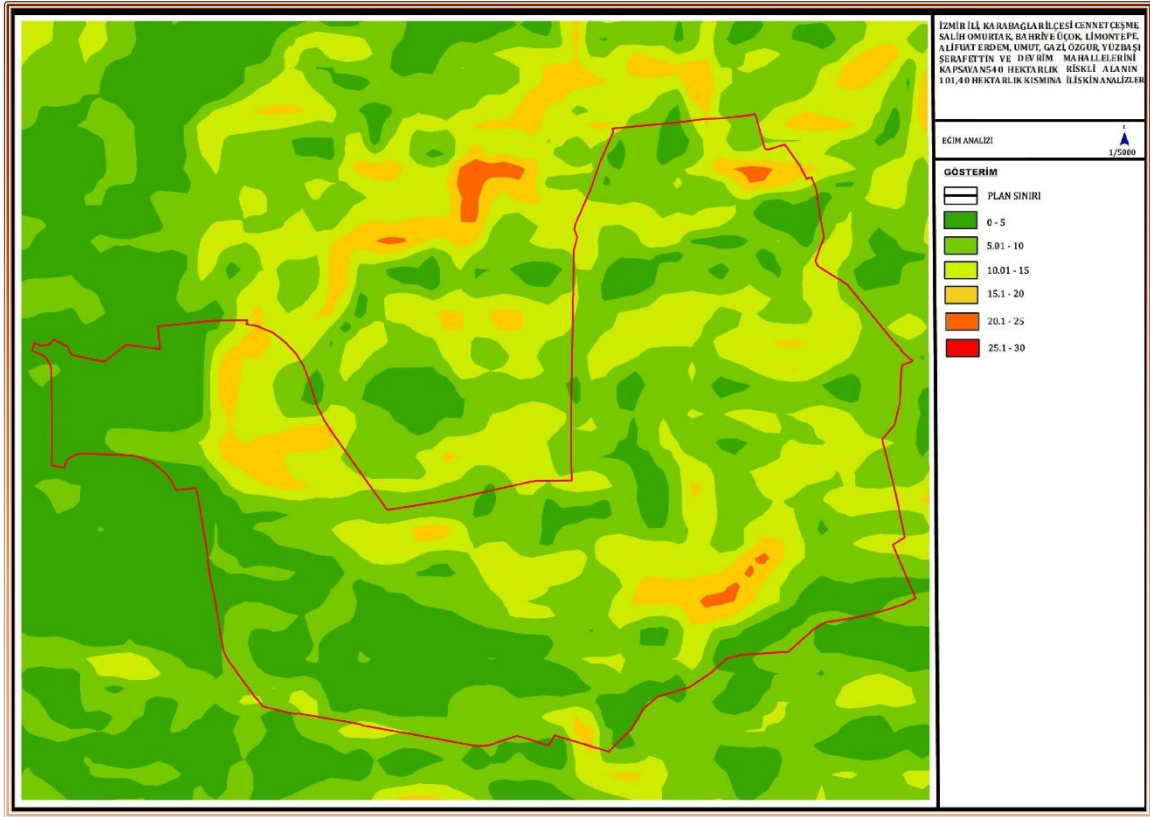 İZMİR İLİ, KARABAĞLAR İLÇESİ CENNETÇEŞME,
SALİH OMURTAK, BAHRİYE ÜÇOK, LİMONTEPE,
ALİ FUAT ERDEM, UMUT, GAZİ, ÖZGÜR, YÜZBAŞI
ŞERAFETTİN VE DEVRİM MAHALLELERİNİ
KAPSAYAN 540 HEKTARLIK RİSKLİ ALANIN
101,40 HEKTARLIK KISMINA İLİŞKİN ANALİZLER
EĞİM ANALİZİ
K
1/5000
GÖSTERİM
PLAN SINIRI
0 - 5
5.01 - 10
10.01 - 15
15.1 - 20
20.1 - 25
25.1 - 30